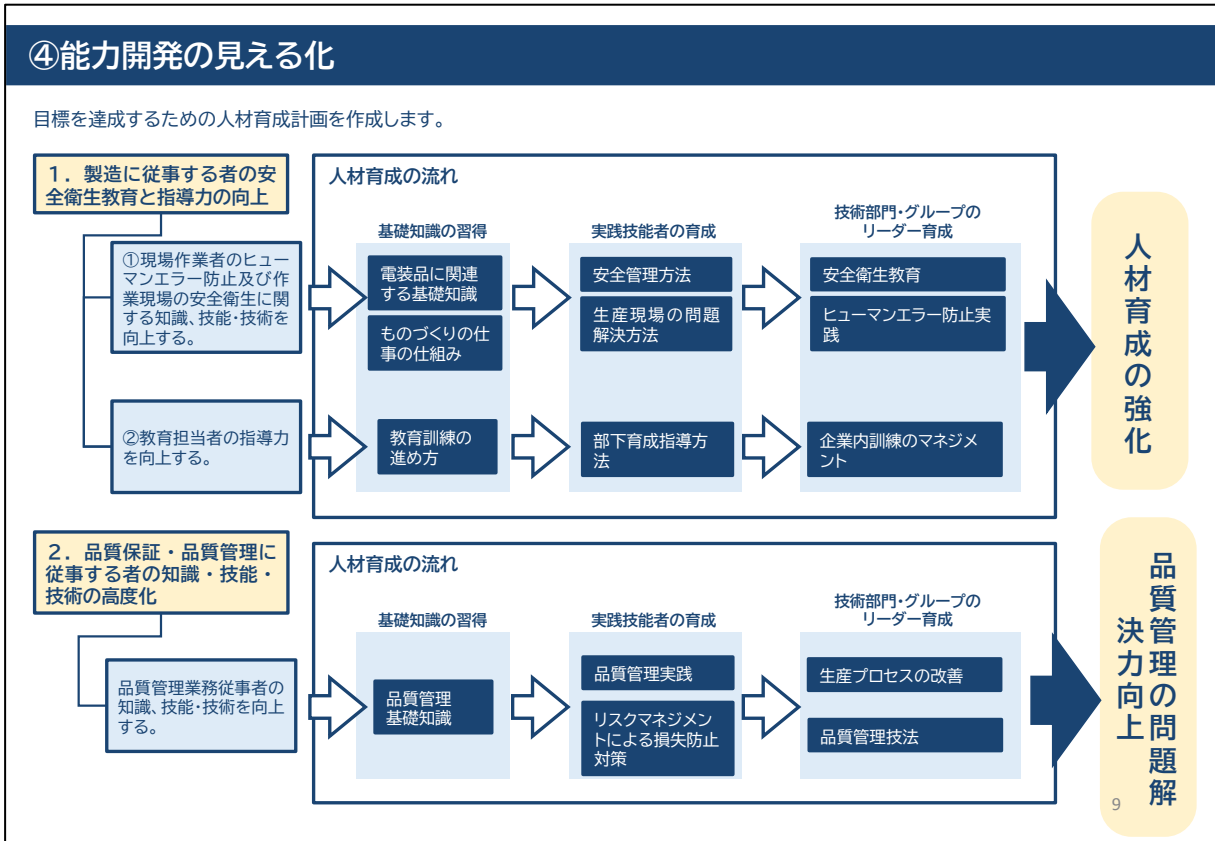 ④能力開発の見える化
目標を達成するための人材育成計画を作成します。
1．製造に従事する者の安
全衛生教育と指導力の向上
①現場作業者のヒュー
マンエラー防止及び作
業現場の安全衛生に関
する知識、技能・技術を
向上する。
②教育担当者の指導力
を向上する。
人材育成の流れ
基礎知識の習得
電装品に関連
する基礎知識
ものづくりの仕
事の仕組み
教育訓練の
進め方
実践技能者の育成
安全管理方法
生産現場の問題
解決方法
部下育成指導方
法
技術部門・グループの
リーダー育成
安全衛生教育
ヒューマンエラー防止実
践
企業内訓練のマネジメ
ント
人材育成の強化
2．品質保証・品質管理に
従事する者の知識・技能・
技術の高度化
品質管理業務従事者の
知識、技能・技術を向上
する。
人材育成の流れ
基礎知識の習得
品質管理
基礎知識
実践技能者の育成
品質管理実践
リスクマネジメン
トによる損失防止
対策
技術部門・グループの
リーダー育成
生産プロセスの改善
品質管理技法
品質管理の問題解
決力向上
9